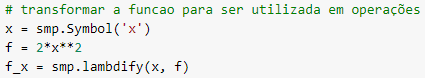 # transformar a funcao para ser utilizada em operações
x = smp.Symbol('x')
f = 2*x**2
f_x = smp.lambdify(x, f)